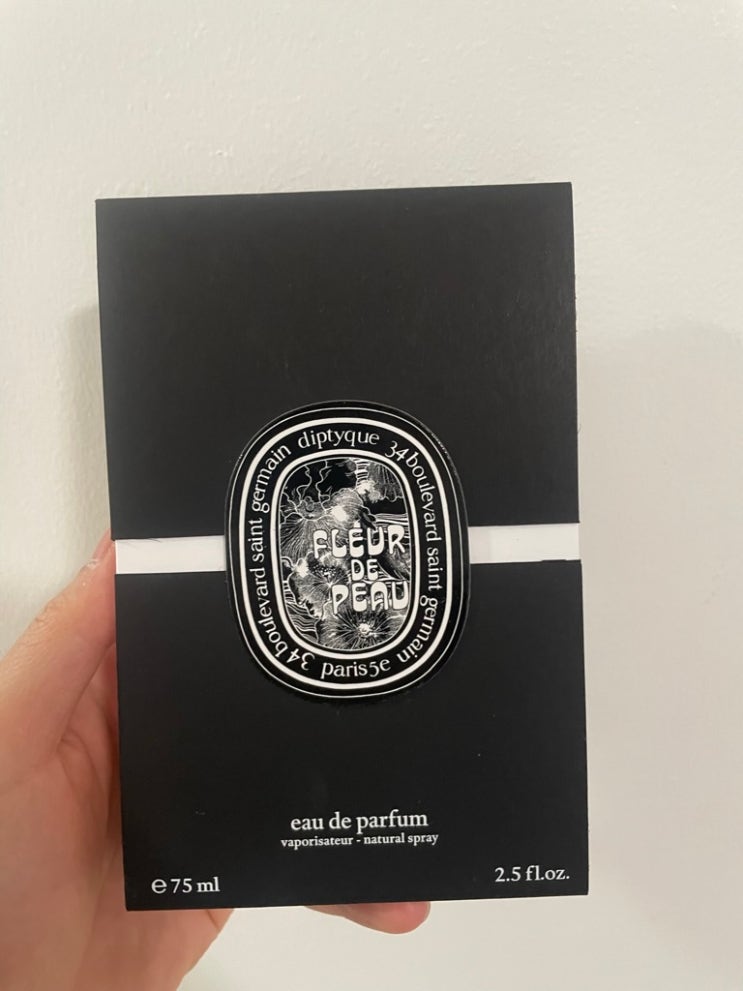 diptyque 34 boulevard saint germain paris 5e 34 boulevard saint germain
FLEUR
DE
PEAU
eau de parfum
vaporisateur - natural spray
℮ 75 ml
2.5 fl.oz.